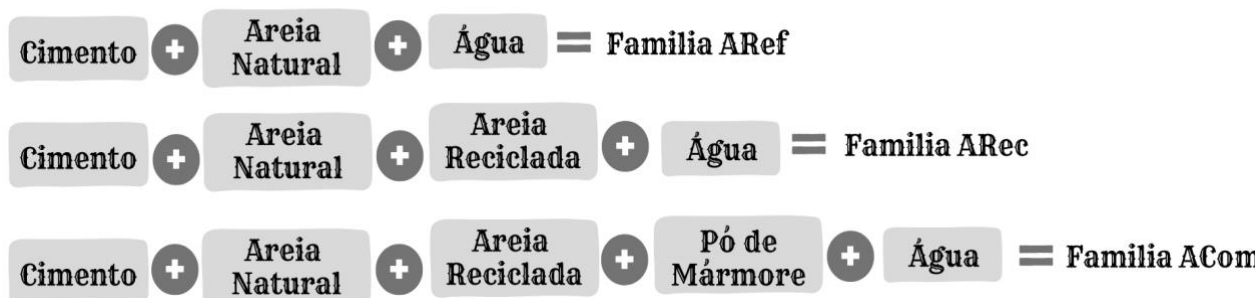 Cimento + Areia Natural + Água = Familia ARef
Cimento + Areia Natural + Areia Reciclada + Água = Familia ARec
Cimento + Areia Natural + Areia Reciclada + Pó de Mármore + Água = Familia ACom